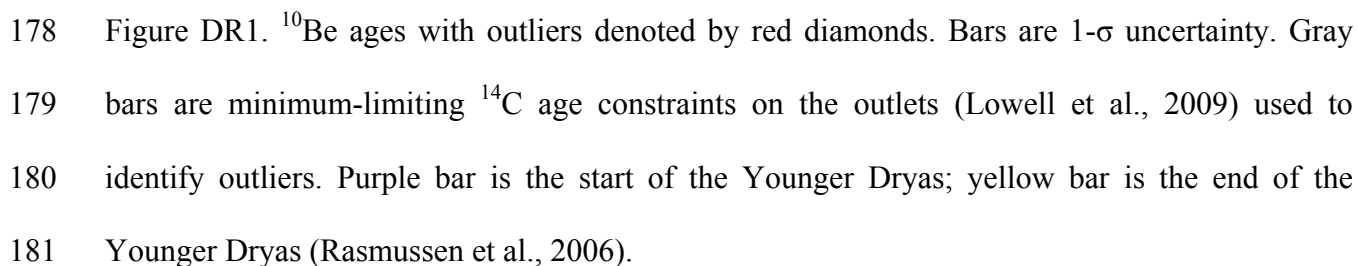 178 Figure DR1. ¹⁰Be ages with outliers denoted by red diamonds. Bars are 1-σ uncertainty. Gray
179 bars are minimum-limiting ¹⁴C age constraints on the outlets (Lowell et al., 2009) used to
180 identify outliers. Purple bar is the start of the Younger Dryas; yellow bar is the end of the
181 Younger Dryas (Rasmussen et al., 2006).